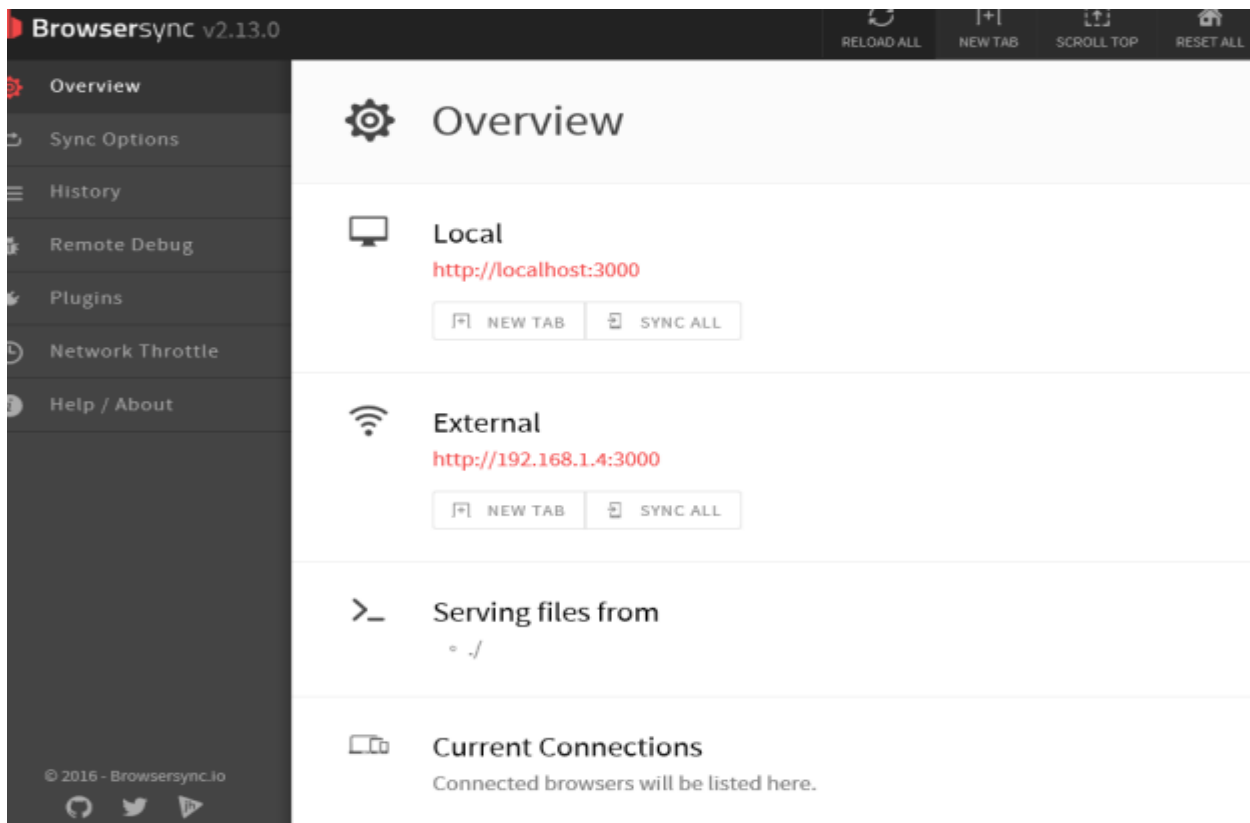 Browsersync v2.13.0
RELOAD ALL
NEW TAB
SCROLL TOP
RESET ALL
Overview
Sync Options
History
Remote Debug
Plugins
Network Throttle
Help / About
© 2016 - Browsersync.io
Overview
Local
http://localhost:3000
NEW TAB
SYNC ALL
External
http://192.168.1.4:3000
NEW TAB
SYNC ALL
Serving files from
./
Current Connections
Connected browsers will be listed here.